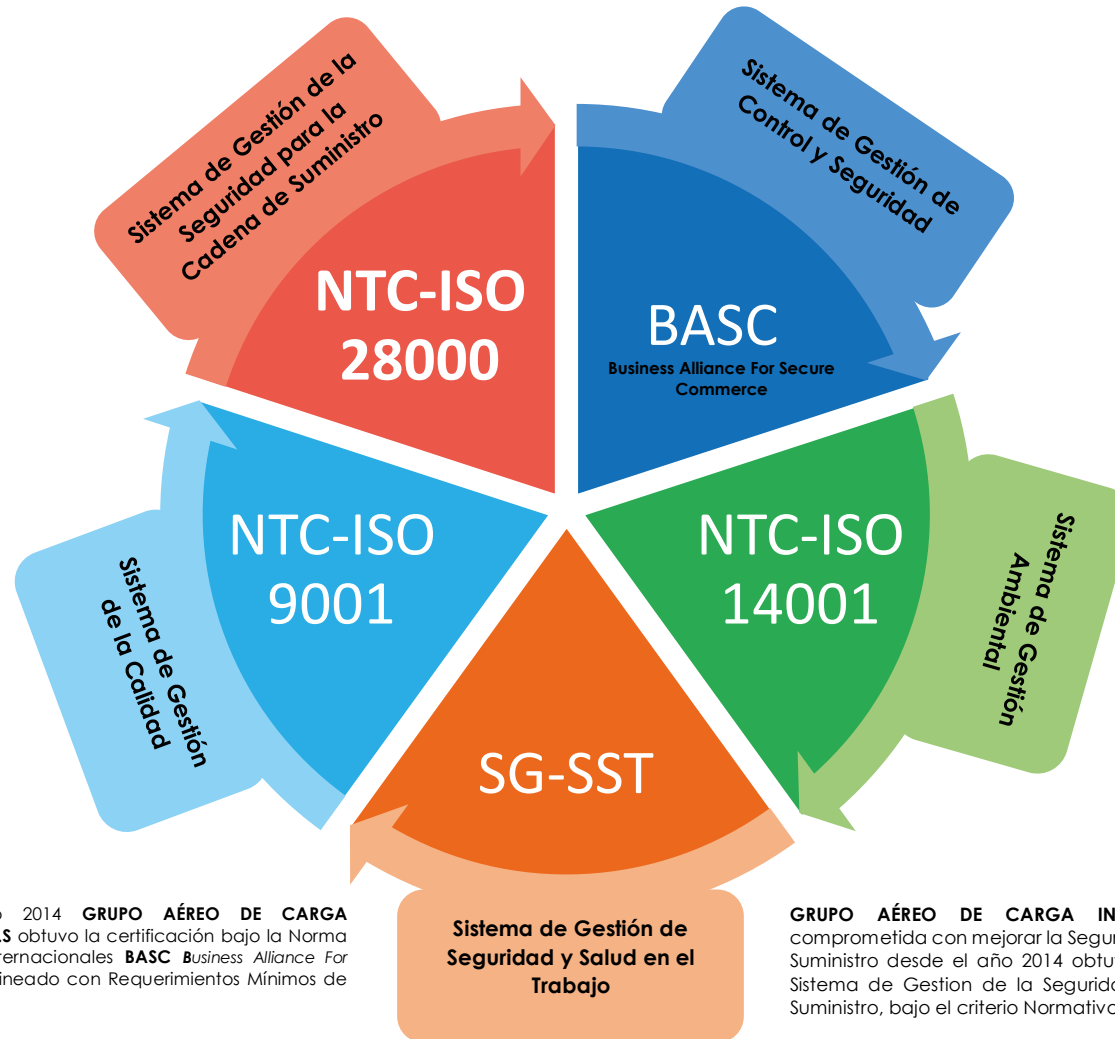 Sistema de Gestión de la
Seguridad para la
Cadena de Suministro
NTC-ISO
28000
Sistema de Gestión de
Control y Seguridad
BASC
Business Alliance For Secure
Commerce
NTC-ISO
9001
Sistema de Gestión
de la Calidad
NTC-ISO
14001
Sistema de Gestión
Ambiental
SG-SST
Sistema de Gestión de
Seguridad y Salud en el
Trabajo
2014 GRUPO AÉREO DE CARGA
obtuvo la certificación bajo la Norma
BASC Business Alliance For
con Requerimientos Mínimos de
GRUPO AÉREO DE CARGA
comprometida con mejorar la
Suministro desde el año 2014
Sistema de Gestion de la
Suministro, bajo el criterio